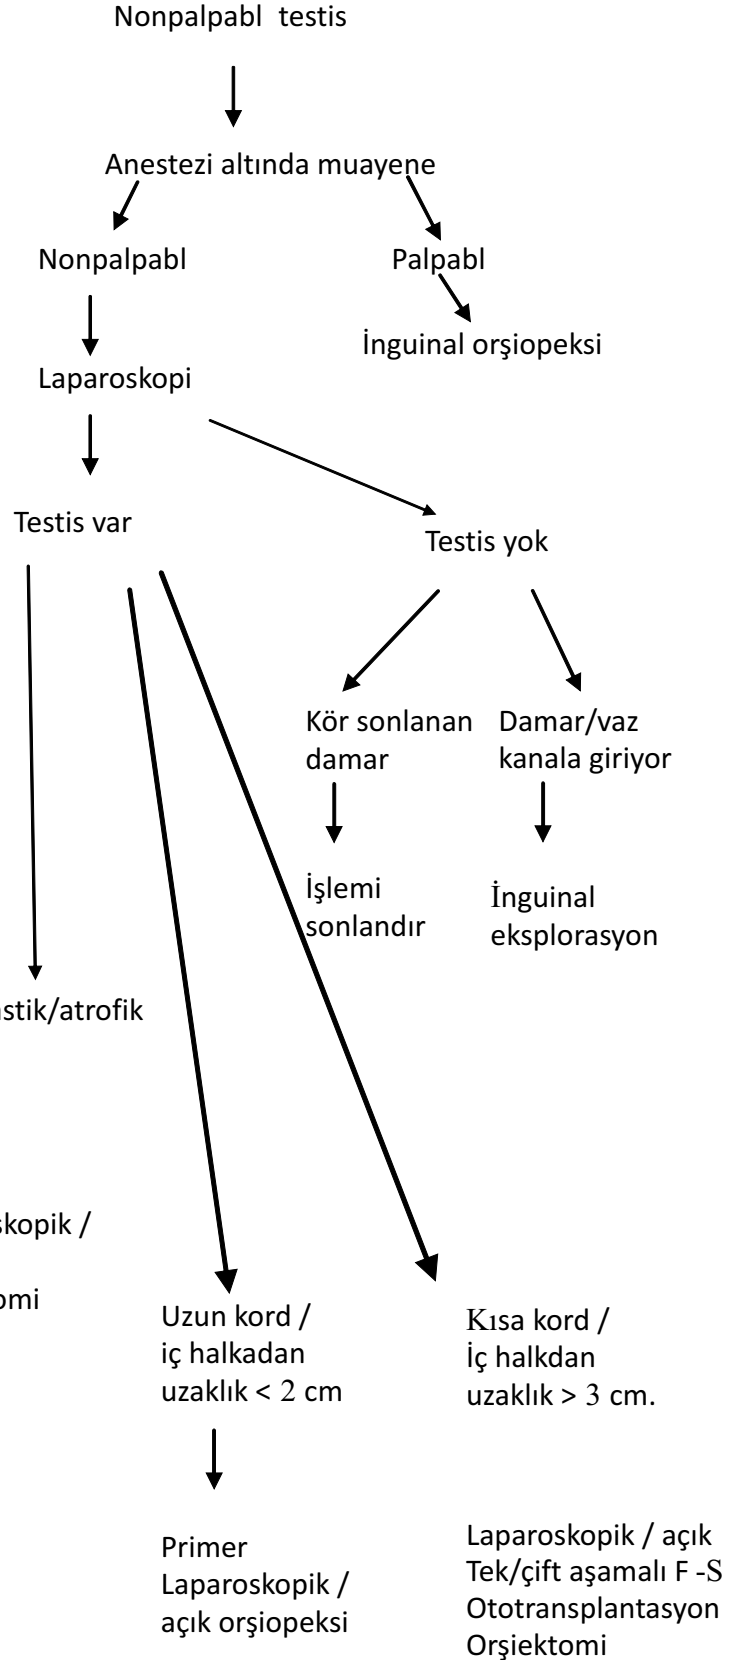 Nonpalpabl testis
Anestezi altında muayene
Nonpalpabl
Palpabl
İnguinal orşiopeksi
Laparoskopi
Testis var
Testis yok
Kör sonlanan
damar
Damar/vaz
kanala giriyor
İşlemi
sonlandır
İnguinal
eksplorasyon
/atrofik
/
Uzun kord /
iç halkadan
uzaklık < 2 cm
Kısa kord /
İç halkdan
uzaklık > 3 cm.
Primer
Laparoskopik /
açık orşiopeksi
Laparoskopik / açık
Tek/çift aşamalı F -S
Ototransplantasyon
Orşiektomi